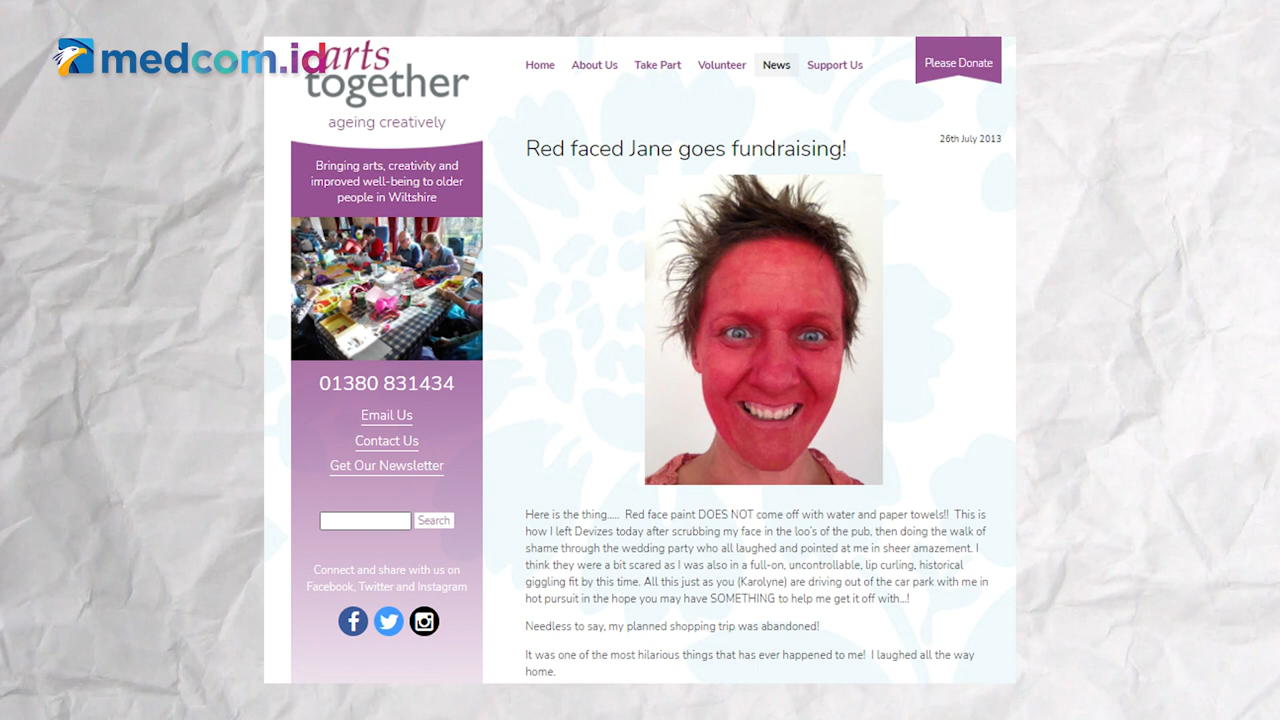 medcom.id
arts
together
ageing creatively
Bringing arts, creativity and
improved well-being to older
people in Wiltshire
01380 831434
Email Us
Contact Us
Get Our Newsletter
Search
Connect and share with us on
Facebook, Twitter and Instagram
Home About Us Take Part Volunteer News Support Us
Please Donate
26th July 2013
Red faced Jane goes fundraising!
Here is the thing..... Red face paint DOES NOT come off with water and paper towels!! This is
how I left Devizes today after scrubbing my face in the loo's of the pub, then doing the walk of
shame through the wedding party who all laughed and pointed at me in sheer amazement. I
think they were a bit scared as I was also in a full-on, uncontrollable, lip curling, historical
giggling fit by this time. All this just as you (Karolyne) are driving out of the car park with me in
hot pursuit in the hope you may have SOMETHING to help me get it off with...!
Needless to say, my planned shopping trip was abandoned!
It was one of the most hilarious things that has ever happened to me! I laughed all the way
home.